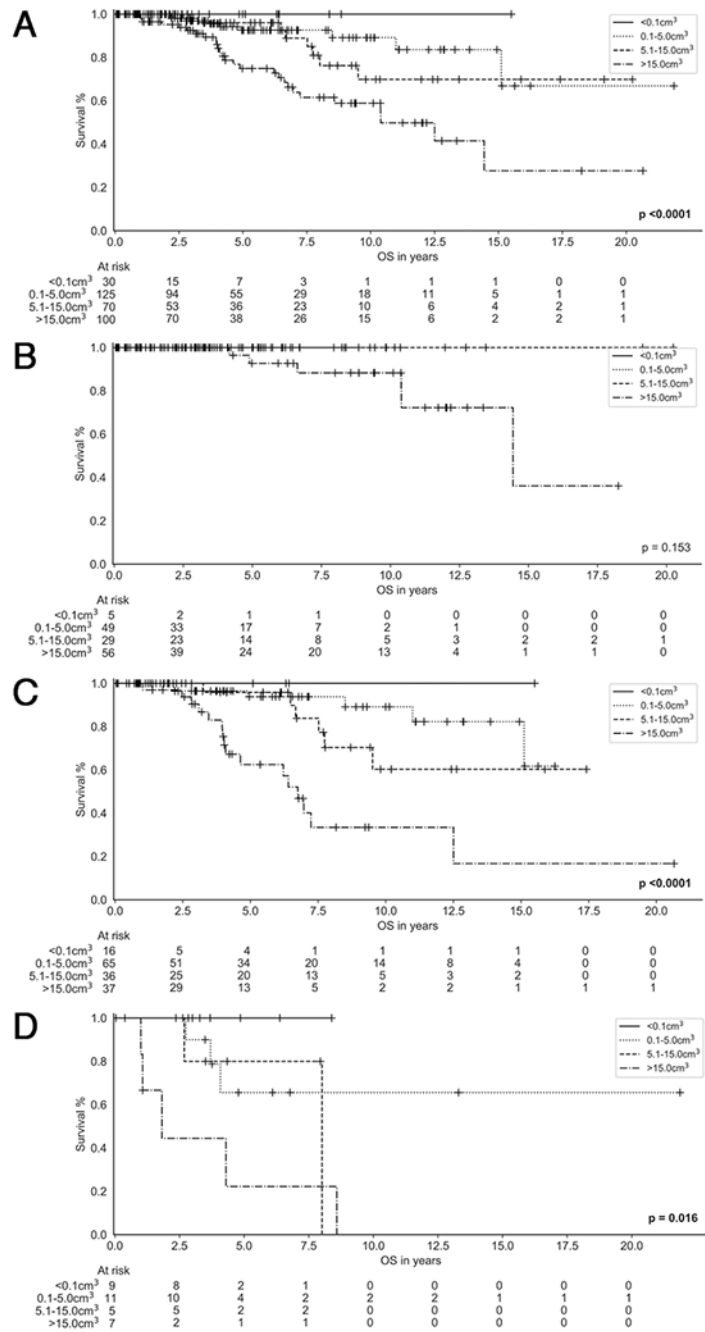 A
1.0
0.8
0.6
0.4
0.2
0.0
Survival %
<0.1cm³
0.1-5.0cm³
5.1-15.0cm³
>15.0cm³
p <0.0001
0.0 2.5 5.0 7.5 10.0 12.5 15.0 17.5 20.0
OS in years
At risk
<0.1cm³ 30 15 7 3 1 1 1 0 0
0.1-5.0cm³ 125 94 55 29 18 11 5 1 1
5.1-15.0cm³ 70 53 36 23 10 6 4 2 1
>15.0cm³ 100 70 38 26 15 6 2 2 1
B
1.0
0.8
0.6
0.4
0.2
0.0
Survival %
<0.1cm³
0.1-5.0cm³
5.1-15.0cm³
>15.0cm³
p = 0.153
0.0 2.5 5.0 7.5 10.0 12.5 15.0 17.5 20.0
OS in years
At risk
<0.1cm³ 5 2 1 1 0 0 0 0 0
0.1-5.0cm³ 49 33 17 7 2 1 0 0 0
5.1-15.0cm³ 29 23 14 8 5 3 2 2 1
>15.0cm³ 56 39 24 20 13 4 1 1 0
C
1.0
0.8
0.6
0.4
0.2
0.0
Survival %
<0.1cm³
0.1-5.0cm³
5.1-15.0cm³
>15.0cm³
p <0.0001
0.0 2.5 5.0 7.5 10.0 12.5 15.0 17.5 20.0
OS in years
At risk
<0.1cm³ 16 5 4 1 1 1 1 0 0
0.1-5.0cm³ 65 51 34 20 14 8 4 0 0
5.1-15.0cm³ 36 25 20 13 5 3 2 0 0
>15.0cm³ 37 29 13 5 2 2 1 1 1
D
1.0
0.8
0.6
0.4
0.2
0.0
Survival %
<0.1cm³
0.1-5.0cm³
5.1-15.0cm³
>15.0cm³
p = 0.016
0.0 2.5 5.0 7.5 10.0 12.5 15.0 17.5 20.0
OS in years
At risk
<0.1cm³ 9 8 2 1 0 0 0 0 0
0.1-5.0cm³ 11 10 4 2 2 2 1 1 1
5.1-15.0cm³ 5 5 2 2 0 0 0 0 0
>15.0cm³ 7 2 1 1 0 0 0 0 0